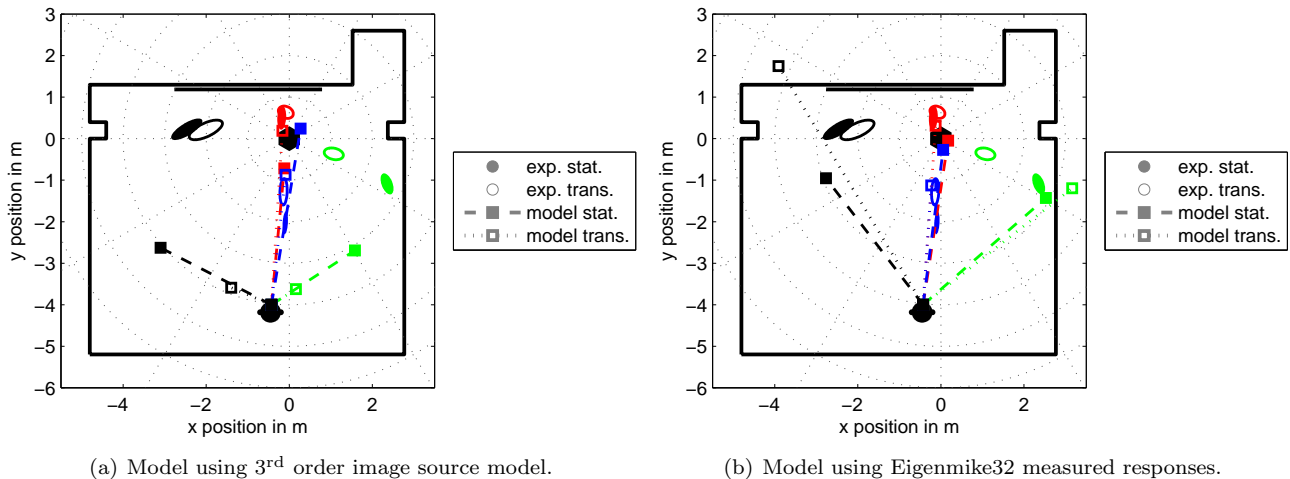 3
2
1
0
−1
−2
−3
−4
−5
−6
y position in m
−4
−2
0
2
x position in m
exp. stat.
exp. trans.
model stat.
model trans.
(a) Model using 3rd order image source model.
3
2
1
0
−1
−2
−3
−4
−5
−6
y position in m
−4
−2
0
2
x position in m
exp. stat.
exp. trans.
model stat.
model trans.
(b) Model using Eigenmike32 measured responses.